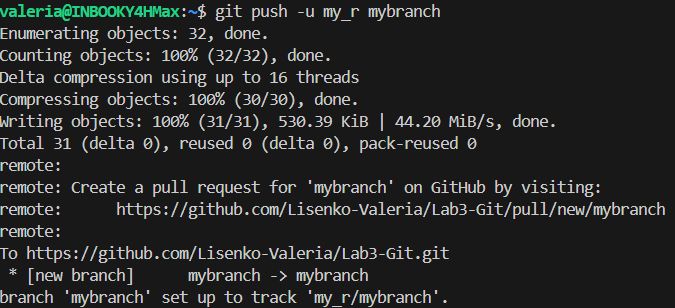 valeria@INBOOKY4HMax:~$ git push -u my_r mybranch
Enumerating objects: 32, done.
Counting objects: 100% (32/32), done.
Delta compression using up to 16 threads
Compressing objects: 100% (30/30), done.
Writing objects: 100% (31/31), 530.39 KiB | 44.20 MiB/s, done.
Total 31 (delta 0), reused 0 (delta 0), pack-reused 0
remote:
remote: Create a pull request for 'mybranch' on GitHub by visiting:
remote:      https://github.com/Lisenko-Valeria/Lab3-Git/pull/new/mybranch
remote:
To https://github.com/Lisenko-Valeria/Lab3-Git.git
 * [new branch]      mybranch -> mybranch
branch 'mybranch' set up to track 'my_r/mybranch'.